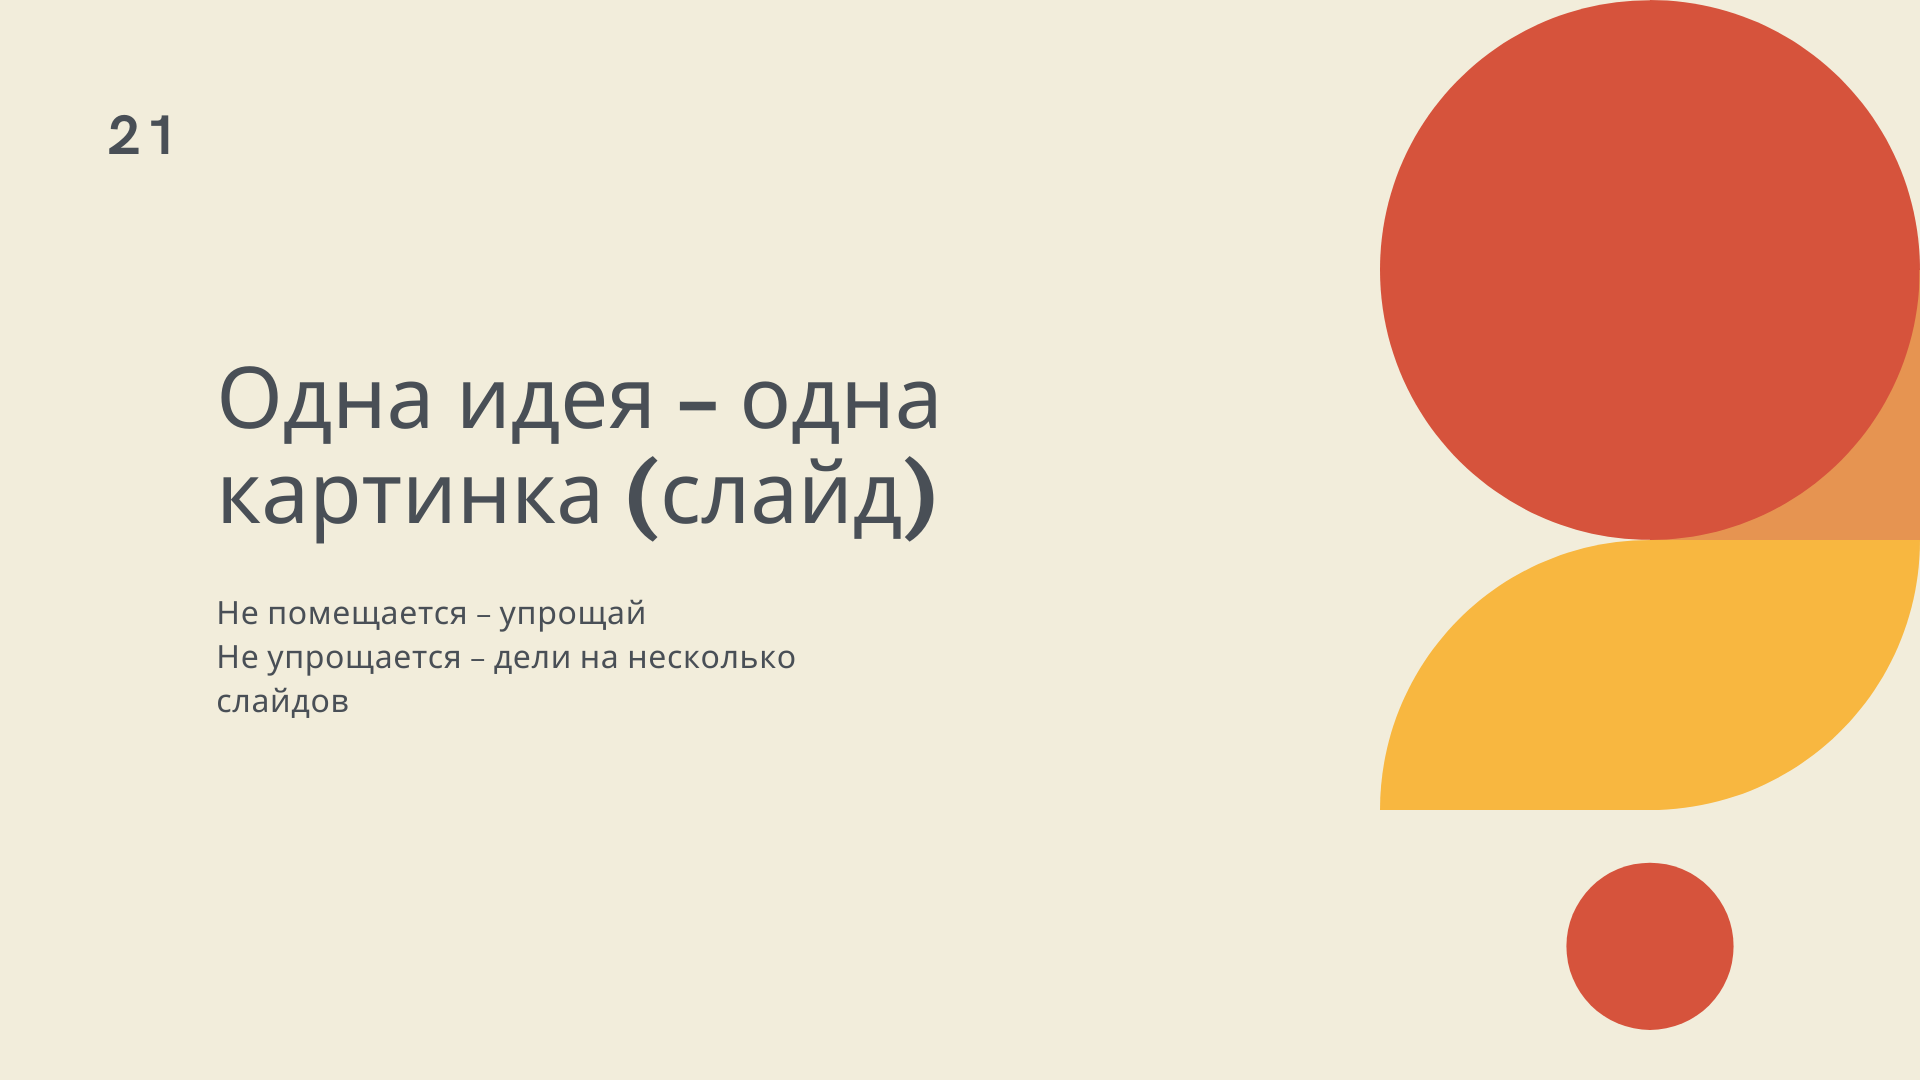 21
Одна идея – одна
картинка (слайд)
Не помещается – упрощай
Не упрощается – дели на несколько
слайдов